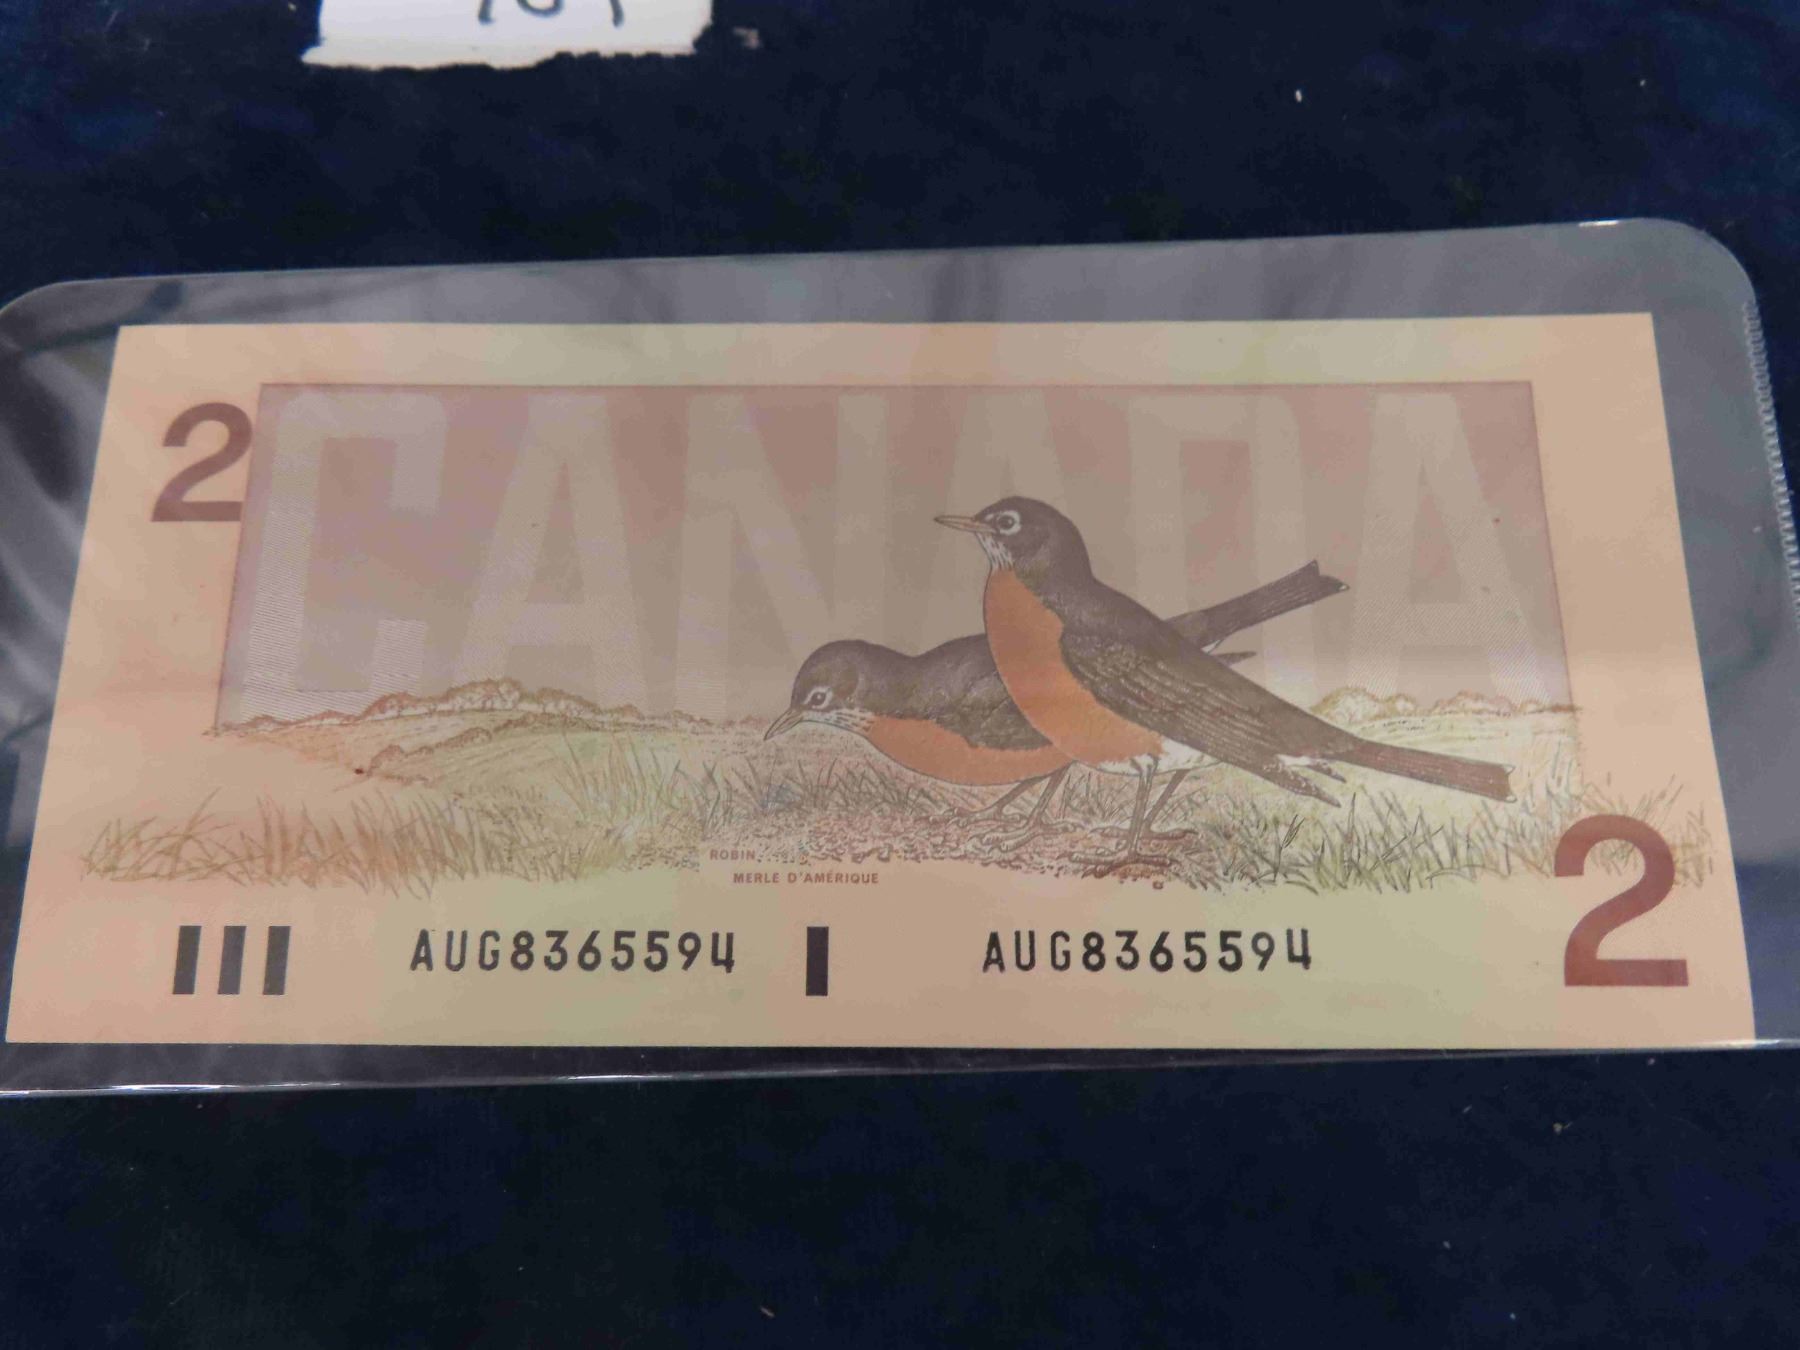 2
CANADA
ROBIN
MERLE D'AMÉRIQUE
AUG8365594 AUG8365594
2